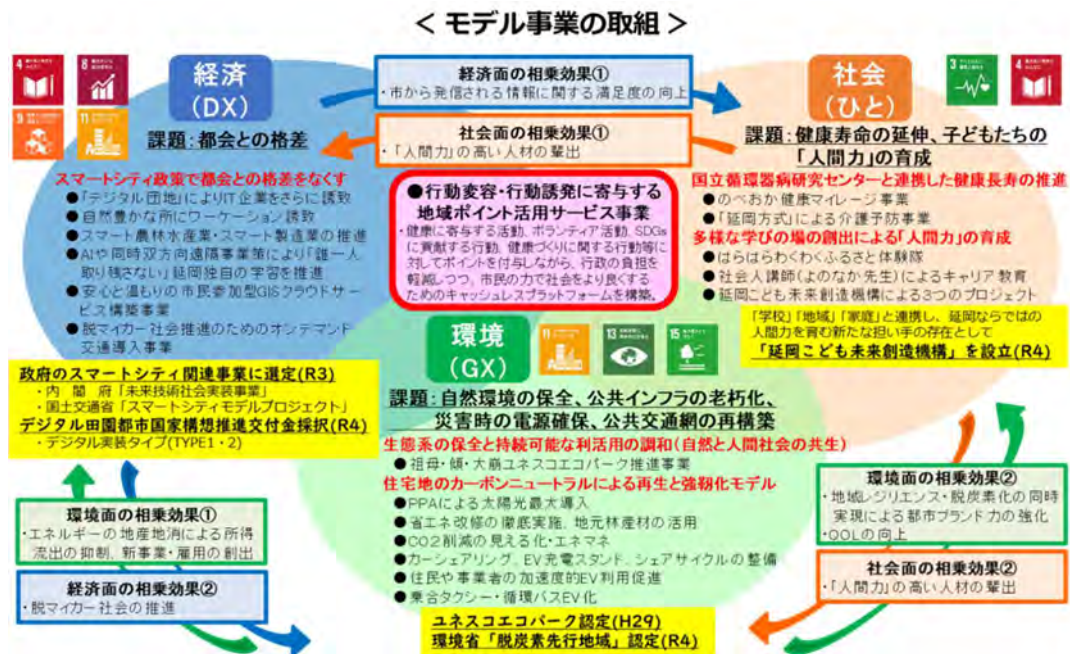 ＜モデル事業の取組＞
4
8
9
11
経済
(DX)
経済面の相乗効果①
・市から発信される情報に関する満足度の向上
社会面の相乗効果①
・「人間力」の高い人材の輩出
社会
(ひと)
3
4
課題：都会との格差
スマートシティ政策で都会との格差をなくす
●「デジタル団地」によりIT企業をさらに誘致
●自然豊かな所にワーケーション誘致
●スマート農林水産業・スマート製造業の推進
●AIや同時双方向遠隔事業策により「誰一人
取り残さない」延岡独自の学習を推進
●安心と温もりの市民参加型GISクラウドサー
ビス構築事業
●脱マイカー社会推進のためのオンデマンド
交通導入事業
政府のスマートシティ関連事業に選定(R3)
・内閣府「未来技術社会実装事業」
・国土交通省「スマートシティモデルプロジェクト」
デジタル田園都市国家構想推進交付金採択(R4)
・デジタル実装タイプ(TYPE1・2)
●行動変容・行動誘発に寄与する
地域ポイント活用サービス事業
・健康に寄与する活動、ボランティア活動、SDGs
に貢献する行動、健康づくりに関する行動等に
対してポイントを付与しながら、行政の負担を
軽減しつつ、市民の力で社会をより良くする
ためのキャッシュレスプラットフォームを構築。
課題：健康寿命の延伸、子どもたちの
「人間力」の育成
国立循環器病研究センターと連携した健康長寿の推進
●のべおか健康マイレージ事業
●「延岡方式」による介護予防事業
多様な学びの場の創出による「人間力」の育成
●はらはらわくわくふるさと体験隊
●社会人講師(よのなか先生)によるキャリア教育
●延岡こども未来創造機構による3つのプロジェクト
「学校」「地域」「家庭」と連携し、延岡ならではの
人間力を育む新たな担い手の存在として
「延岡こども未来創造機構」を設立(R4)
環境
(GX)
11
13
15
課題：自然環境の保全、公共インフラの老朽化、
災害時の電源確保、公共交通網の再構築
生態系の保全と持続可能な利活用の調和(自然と人間社会の共生)
●祖母・傾・大崩ユネスコエコパーク推進事業
住宅地のカーボンニュートラルによる再生と強靱化モデル
●PPAによる太陽光最大導入
●省エネ改修の徹底実施、地元林産材の活用
●CO2削減の見える化・エネマネ
●カーシェアリング、EV充電スタンド、シェアサイクルの整備
●住民や事業者の加速度的EV利用促進
●乗合タクシー・循環バスEV化
ユネスコエコパーク認定(H29)
環境省「脱炭素先行地域」認定(R4)
環境面の相乗効果①
・エネルギーの地産地消による所得
流出の抑制、新事業・雇用の創出
経済面の相乗効果②
・脱マイカー社会の推進
環境面の相乗効果②
・地域レジリエンス・脱炭素化の同時
実現による都市ブランド力の強化
・QOLの向上
社会面の相乗効果②
・「人間力」の高い人材の輩出